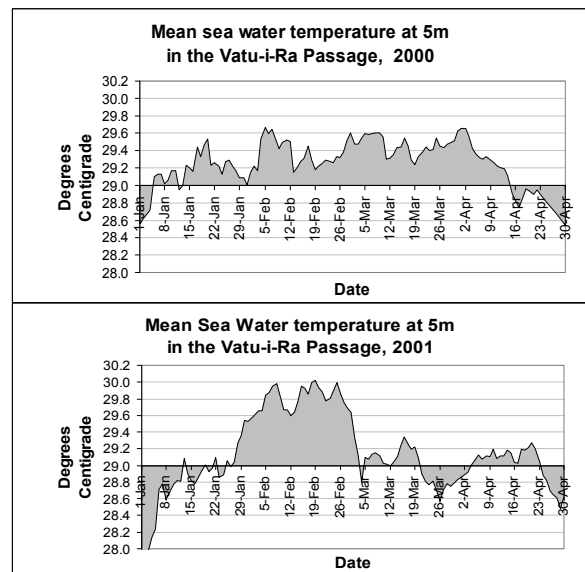 Mean sea water temperature at 5m
in the Vatu-i-Ra Passage, 2000
Degrees
Centigrade
30.2
30.0
29.8
29.6
29.4
29.2
29.0
28.8
28.6
28.4
28.2
28.0
1-Jan
8-Jan
15-Jan
22-Jan
29-Jan
5-Feb
12-Feb
19-Feb
26-Feb
5-Mar
12-Mar
19-Mar
26-Mar
2-Apr
9-Apr
16-Apr
23-Apr
30-Apr
Date
Mean Sea Water temperature at 5m
in the Vatu-i-Ra Passage, 2001
Degrees
Centigrade
30.2
30.0
29.8
29.6
29.4
29.2
29.0
28.8
28.6
28.4
28.2
28.0
1-Jan
8-Jan
15-Jan
22-Jan
29-Jan
5-Feb
12-Feb
19-Feb
26-Feb
5-Mar
12-Mar
19-Mar
26-Mar
2-Apr
9-Apr
16-Apr
23-Apr
30-Apr
Date